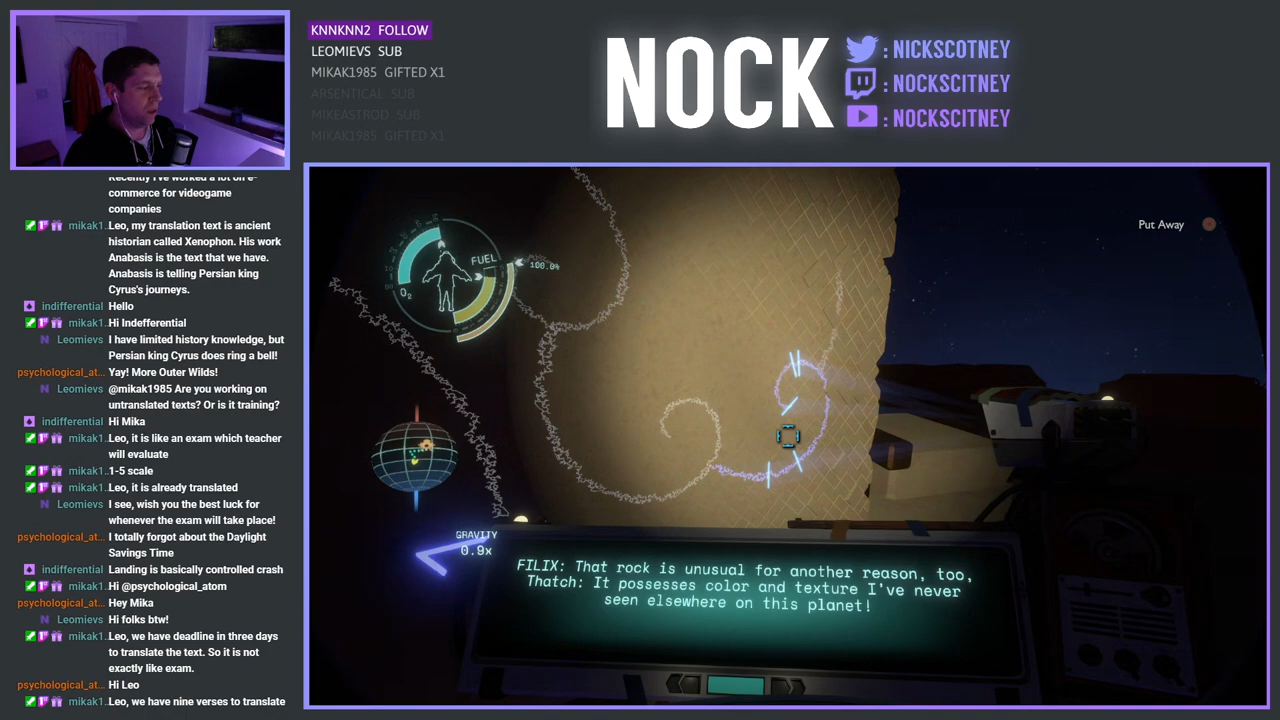 KNNKNN2 FOLLOW
LEOMIEVS SUB
MIKAK1985 GIFTED X1
ARSENTICAL SUB
MIKEASTROD SUB
MIKAK1985 GIFTED X1
NOCK
: NICKSCOTNEY
: NOCKSCITNEY
: NOCKSCITNEY
Recently I've worked a lot on e-
commerce for videogame
companies
mikak1.. Leo, my translation text is ancient
historian called Xenophon. His work
Anabasis is the text that we have.
Anabasis is telling Persian king
Cyrus's journeys.
indifferential Hello
mikak1.. Hi Indefferential
Leomievs I have limited history knowledge, but
Persian king Cyrus does ring a bell!
psychological_at... Yay! More Outer Wilds!
Leomievs @mikak1985 Are you working on
untranslated texts? Or is it training?
indifferential Hi Mika
mikak1.. Leo, it is like an exam which teacher
will evaluate
mikak1.. 1-5 scale
mikak1.. Leo, it is already translated
Leomievs I see, wish you the best luck for
whenever the exam will take place!
psychological_at... I totally forgot about the Daylight
Savings Time
indifferential Landing is basically controlled crash
mikak1.. Hi @psychological_atom
psychological_at... Hey Mika
Leomievs Hi folks btw!
mikak1.. Leo, we have deadline in three days
to translate the text. So it is not
exactly like exam.
psychological_at... Hi Leo
mikak1.. Leo, we have nine verses to translate
Put Away
FUEL
100.0%
O2
GRAVITY
0.9x
FILIX: That rock is unusual for another reason, too,
Thatch: It possesses color and texture I've never
seen elsewhere on this planet!